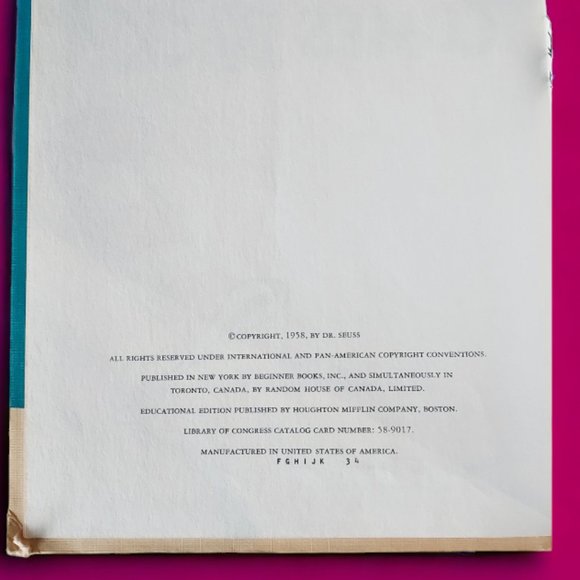 © COPYRIGHT, 1958, BY DR. SEUSS
ALL RIGHTS RESERVED UNDER INTERNATIONAL AND PAN-AMERICAN COPYRIGHT CONVENTIONS.
PUBLISHED IN NEW YORK BY BEGINNER BOOKS, INC., AND SIMULTANEOUSLY IN
TORONTO, CANADA, BY RANDOM HOUSE OF CANADA, LIMITED.
EDUCATIONAL EDITION PUBLISHED BY HOUGHTON MIFFLIN COMPANY, BOSTON.
LIBRARY OF CONGRESS CATALOG CARD NUMBER: 58-9017.
MANUFACTURED IN UNITED STATES OF AMERICA.
F G H I J K 3 4